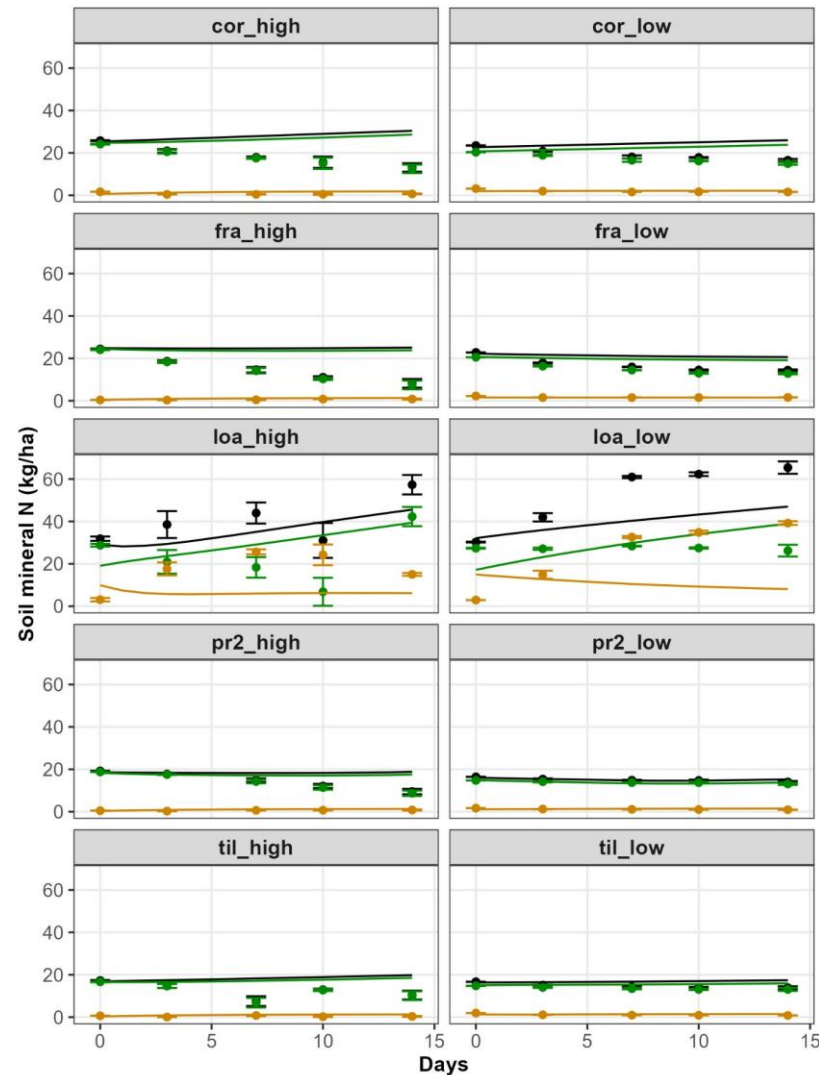 cor_high
cor_low
60
40
20
0
fra_high
fra_low
60
40
20
0
loa_high
loa_low
60
40
20
0
pr2_high
pr2_low
60
40
20
0
til_high
til_low
60
40
20
0
0 5 10 15 0 5 10 15
Days
Soil mineral N (kg/ha)